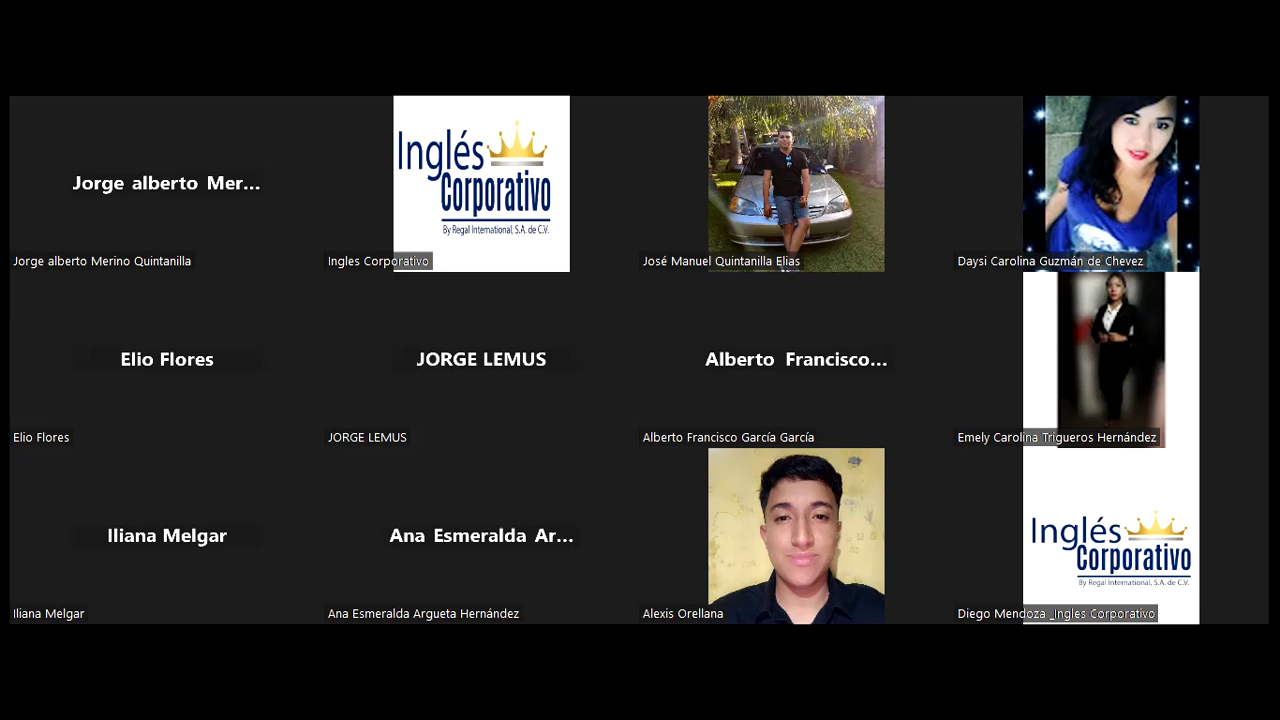 Jorge alberto Mer...
Jorge alberto Merino Quintanilla
Inglés
Corporativo
By Regal International, S.A. de C.V.
Ingles Corporativo
José Manuel Quintanilla Elias
Daysi Carolina Guzmán de Chevez
Elio Flores
Elio Flores
JORGE LEMUS
JORGE LEMUS
Alberto Francisco...
Alberto Francisco García García
Emely Carolina Trigueros Hernández
Iliana Melgar
Iliana Melgar
Ana Esmeralda Ar...
Ana Esmeralda Argueta Hernández
Alexis Orellana
Inglés
Corporativo
By Regal International, S.A. de C.V.
Diego Mendoza _Ingles Corporativo